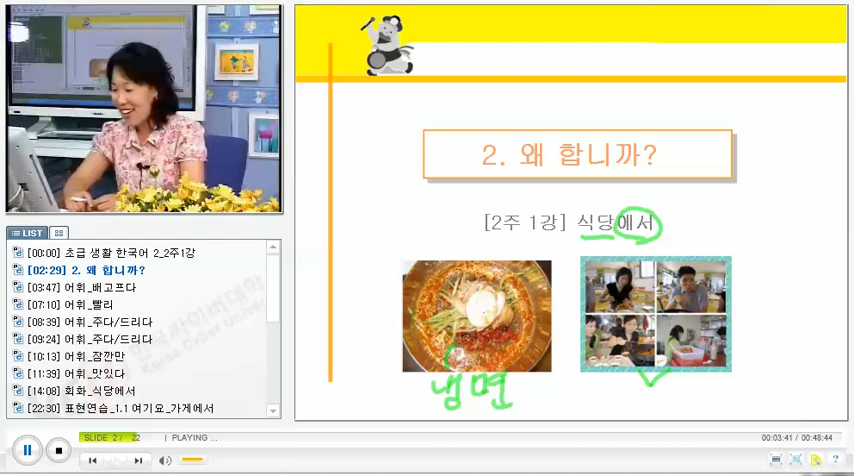 2. 왜 합니까?
[2주 1강] 식당에서
냉면
LIST
[00:00] 초급 생활 한국어 2_2주1강
[02:29] 2. 왜 합니까?
[03:47] 어휘_배고프다
[07:10] 어휘_빨리
[08:39] 어휘_주다/드리다
[09:24] 어휘_주다/드리다
[10:13] 어휘_잠깐만
[11:39] 어휘_맛있다
[14:08] 회화_식당에서
[22:30] 표현연습_1.1 여기요_가게에서
SLIDE 2 / 22 | PLAYING ...
00:03:41 / 00:48:44